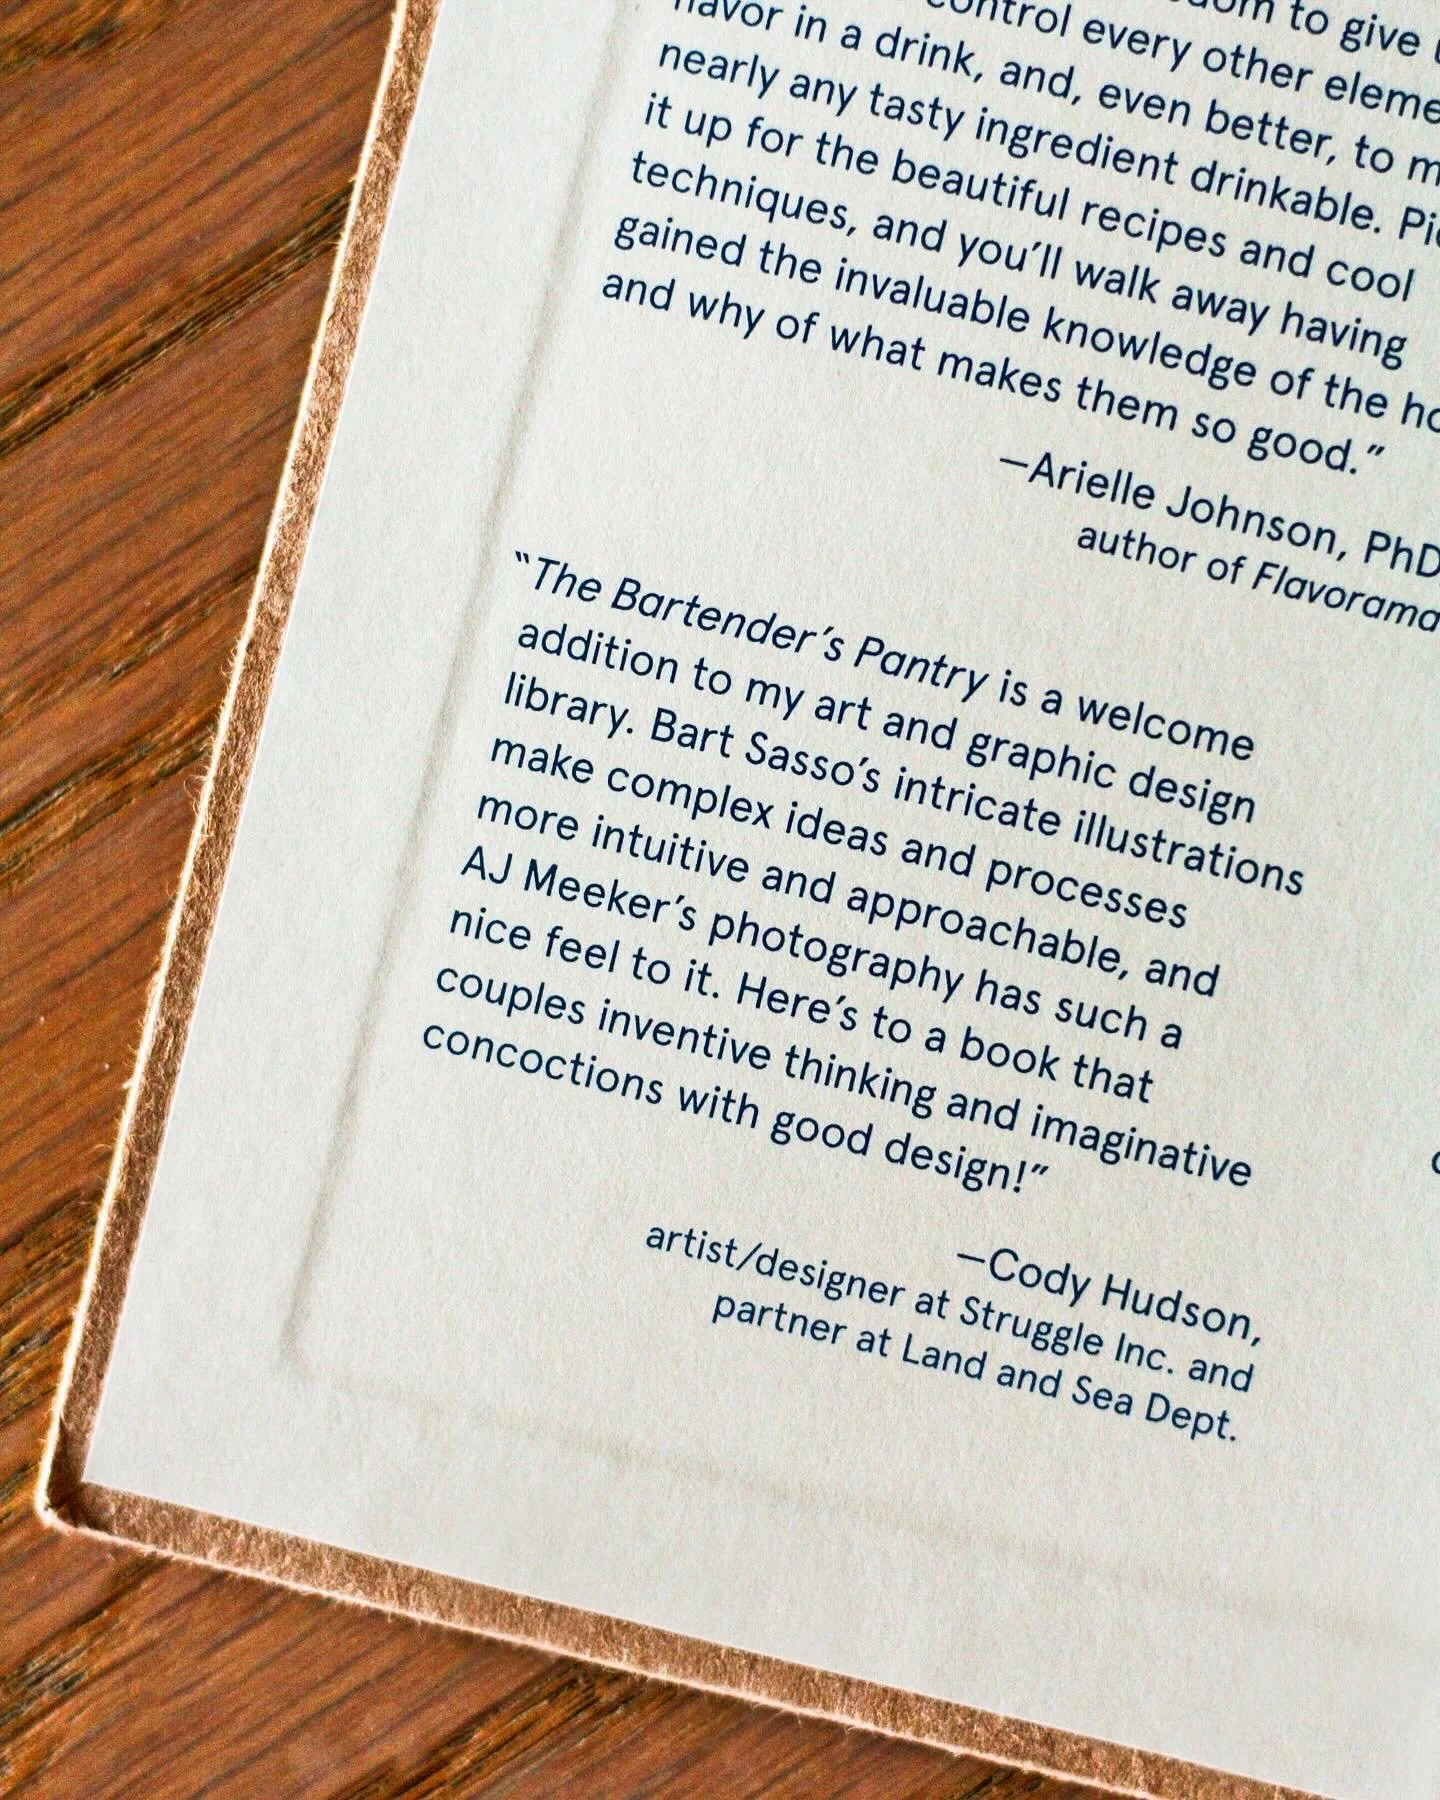 to give
control every other
flavor in a drink, and, even better, to
nearly any tasty ingredient drinkable.
it up for the beautiful recipes and cool
techniques, and you'll walk away having
gained the invaluable knowledge of the
and why of what makes them so good.”
—Arielle Johnson, PhD
author of Flavorama
“The Bartender's Pantry is a welcome
addition to my art and graphic design
library. Bart Sasso's intricate illustrations
make complex ideas and processes
more intuitive and approachable, and
AJ Meeker's photography has such a
nice feel to it. Here's to a book that
couples inventive thinking and imaginative
concoctions with good design!”
—Cody Hudson,
artist/designer at Struggle Inc. and
partner at Land and Sea Dept.